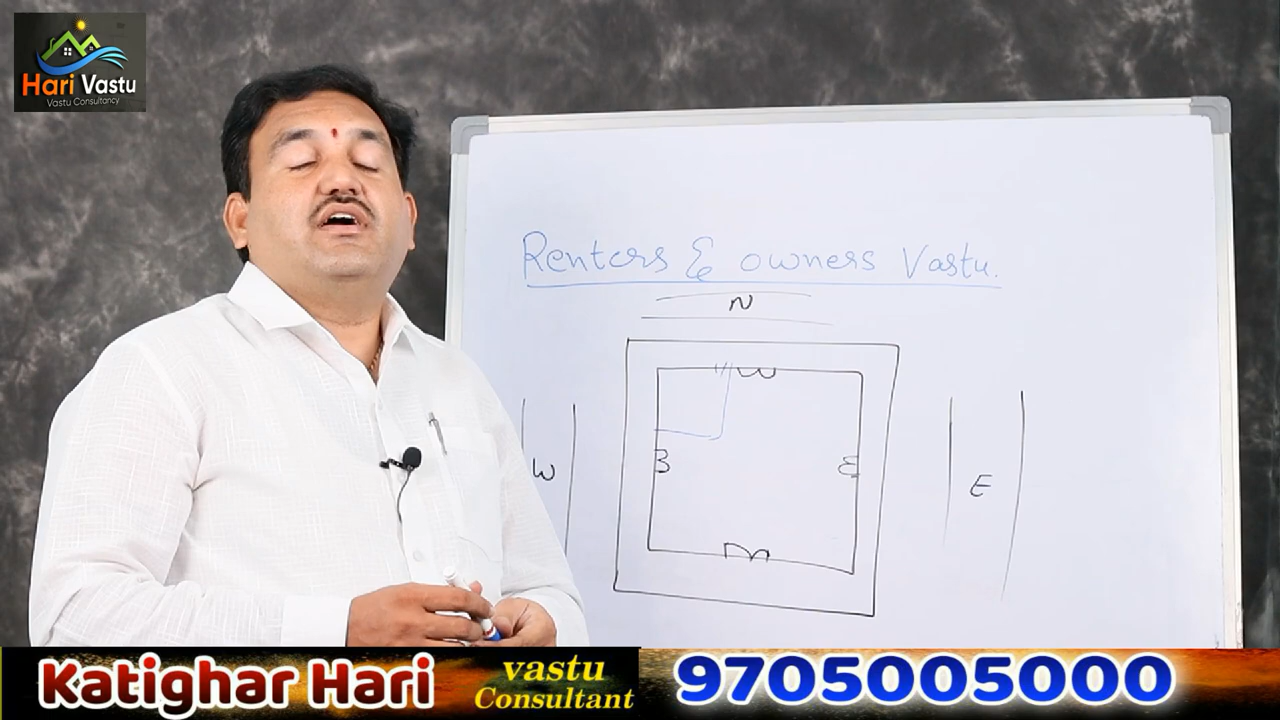 Hari Vastu
Vastu Consultancy
Renters & owners Vastu.
N
W
E
Katighar Hari
vastu
Consultant
9705005000